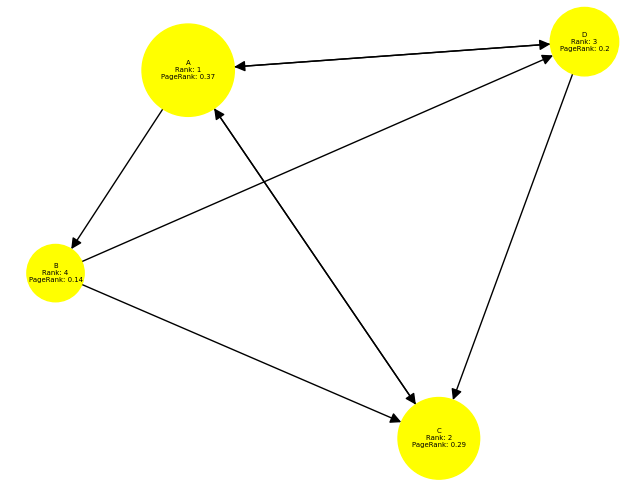 A
Rank: 1
PageRank: 0.37
D
Rank: 3
PageRank: 0.2
B
Rank: 4
PageRank: 0.14
C
Rank: 2
PageRank: 0.29